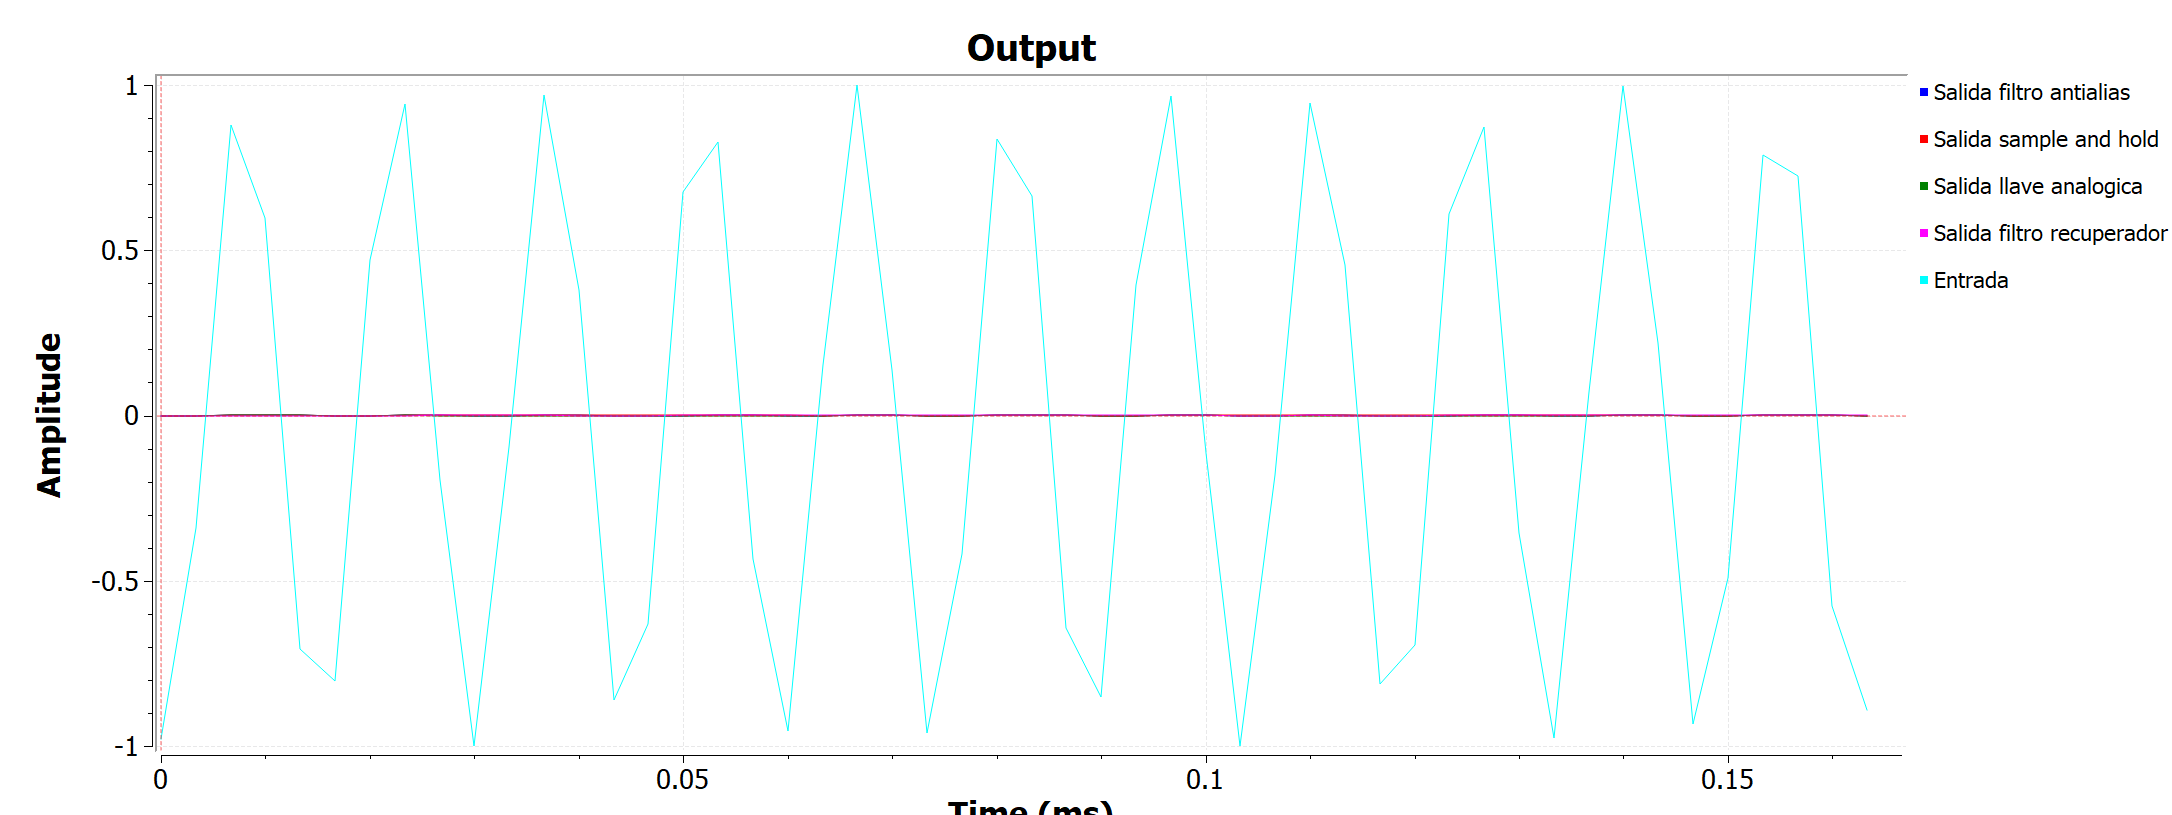 Output
1
0.5
0
-0.5
-1
Amplitude
0
0.05
0.1
0.15
Time (ms)
Salida filtro antialias
Salida sample and hold
Salida llave analogica
Salida filtro recuperador
Entrada